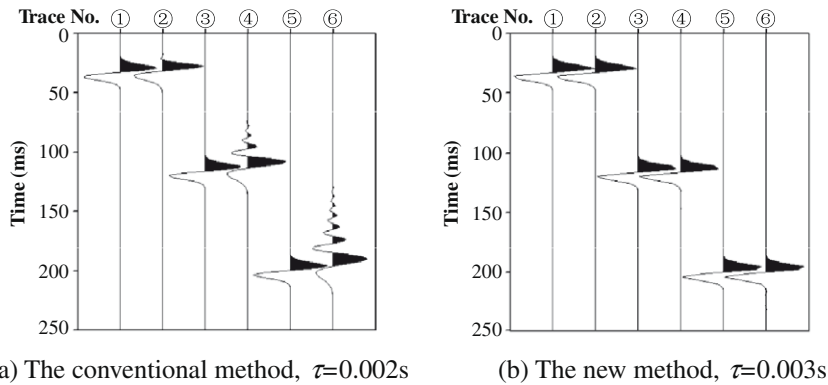 Trace No. ① ② ③ ④ ⑤ ⑥
0
50
100
150
200
250
Time (ms)
a) The conventional method, τ=0.002s
Trace No. ① ② ③ ④ ⑤ ⑥
0
50
100
150
200
250
Time (ms)
(b) The new method, τ=0.003s